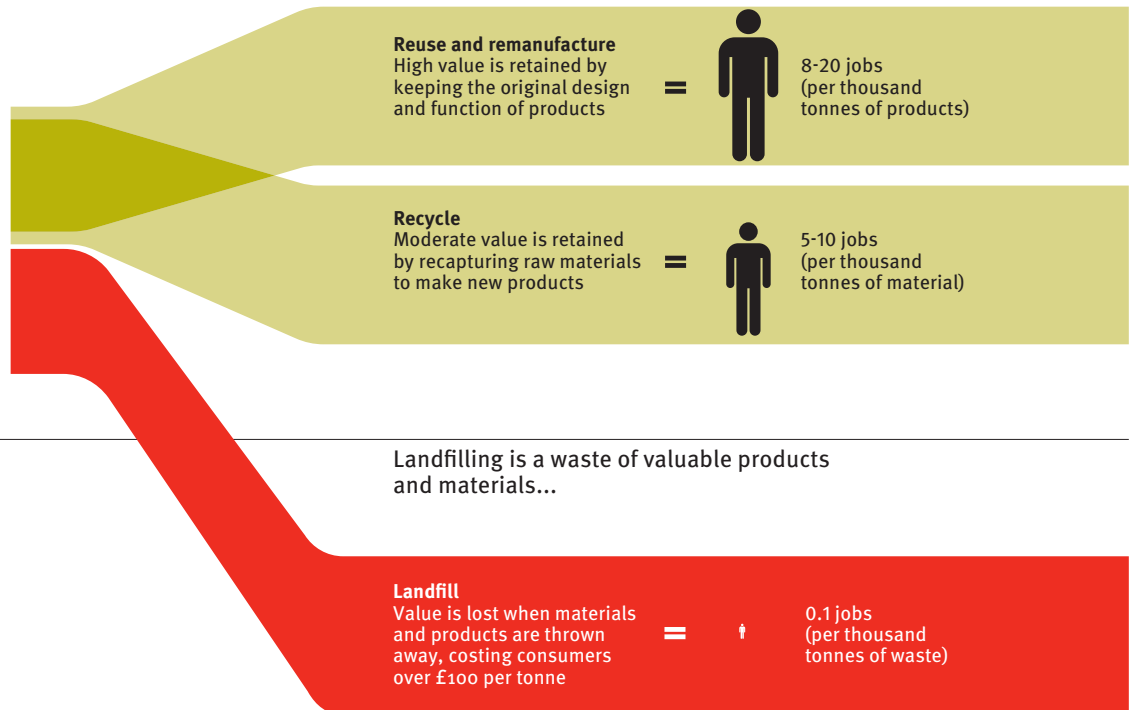 Reuse and remanufacture
High value is retained by
keeping the original design
and function of products
=
8-20 jobs
(per thousand
tonnes of products)
Recycle
Moderate value is retained
by recapturing raw materials
to make new products
=
5-10 jobs
(per thousand
tonnes of material)
Landfilling is a waste of valuable products
and materials...
Landfill
Value is lost when materials
and products are thrown
away, costing consumers
over £100 per tonne
=
0.1 jobs
(per thousand
tonnes of waste)